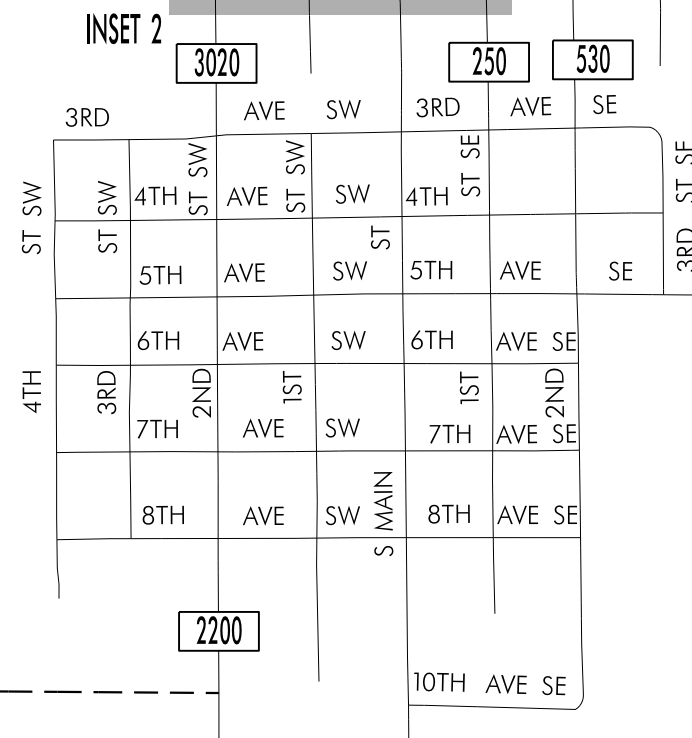 INSET 2
3020
250
530
3RD AVE SW 3RD AVE SE
4TH AVE SW 4TH
5TH AVE SW 5TH AVE SE
6TH AVE SW 6TH AVE SE
7TH AVE SW 7TH AVE SE
8TH AVE SW 8TH AVE SE
2200
10TH AVE SE
4TH ST SW
3RD ST SW
2ND ST SW
1ST ST SW
S MAIN ST
1ST ST SE
2ND
3RD ST SE